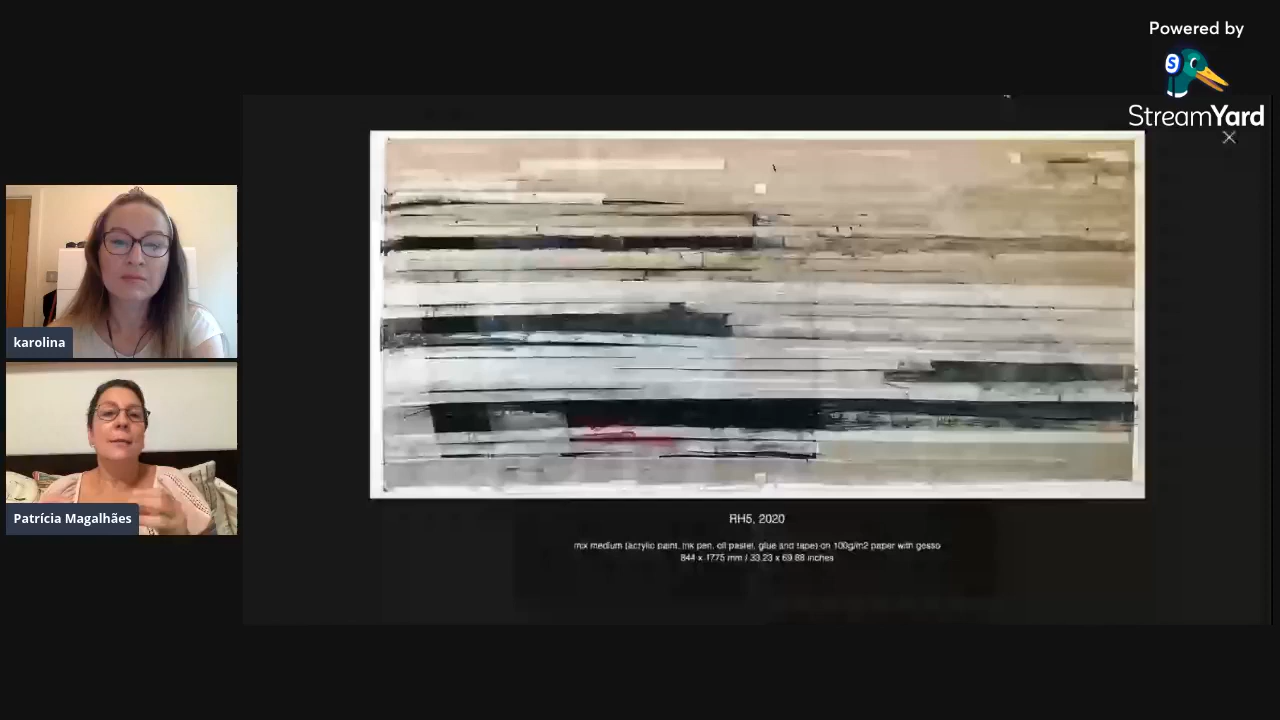 Powered by
S
StreamYard
karolina
Patrícia Magalhães
RH5, 2020
mix medium (acrylic paint, ink pen, oil pastel, glue and tape) on 100g/m2 paper with gesso
844 x 1775 mm / 33.23 x 69.88 inches